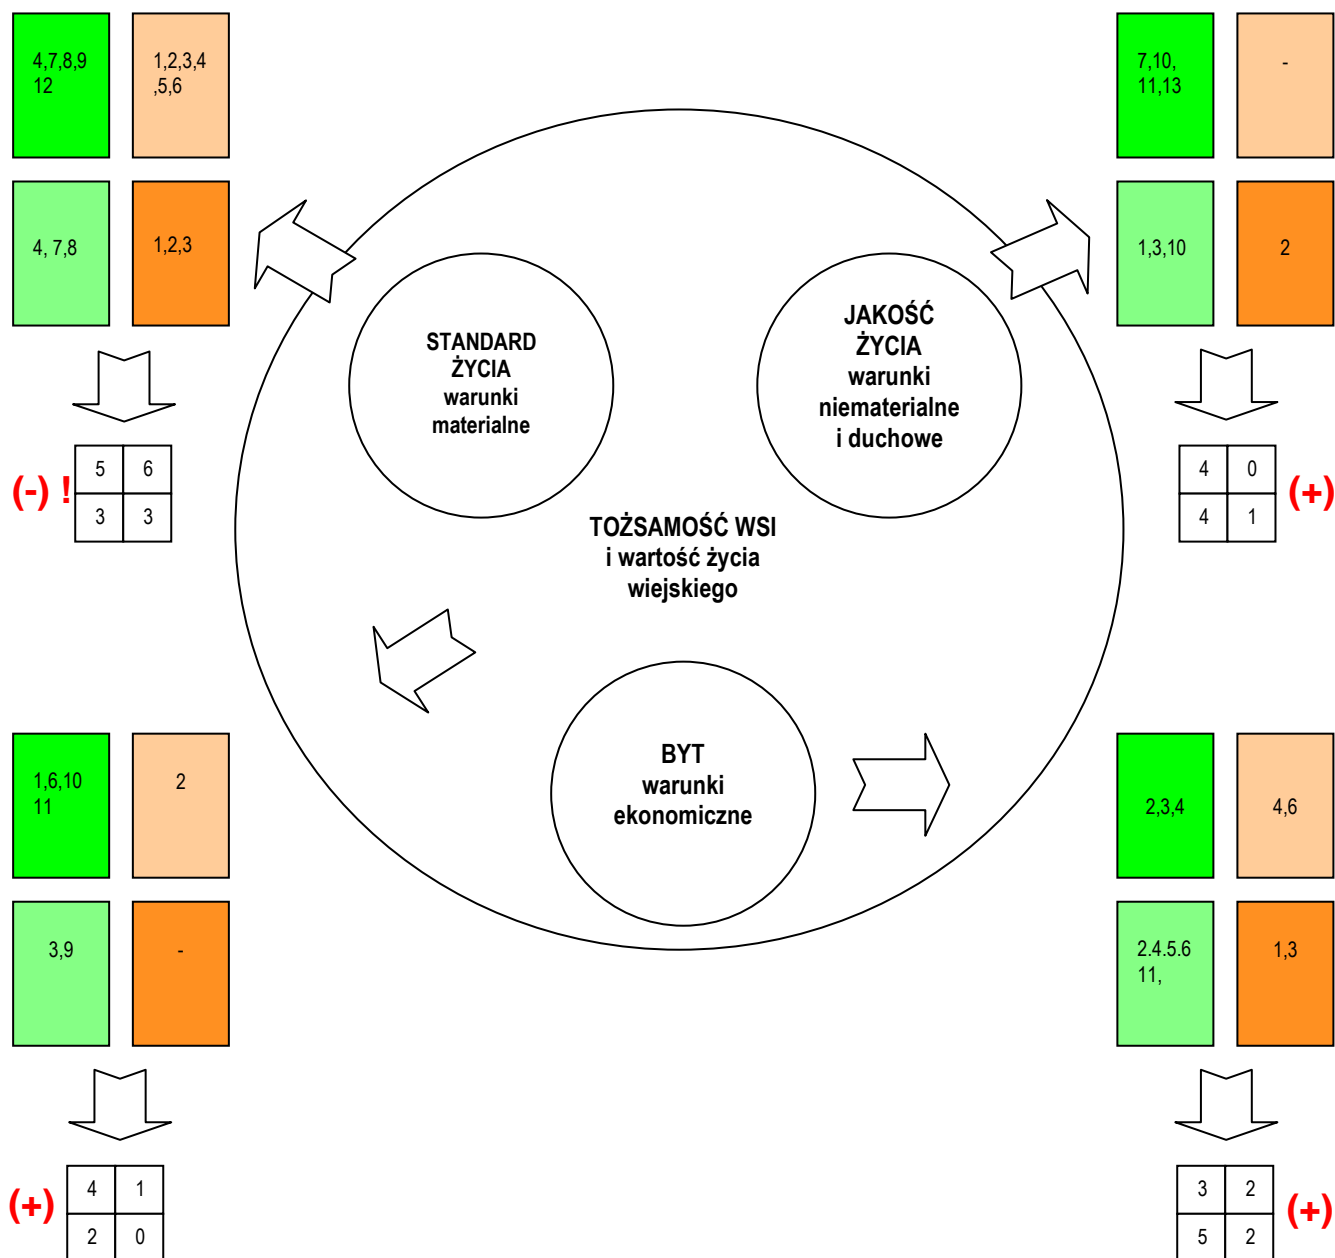 4,7,8,9
12
1,2,3,4
,5,6
4, 7,8
1,2,3
(-) !
5 6
3 3
7,10,
11,13
-
1,3,10
2
4 0
4 1
(+)
STANDARD
ŻYCIA
warunki
materialne
JAKOŚĆ
ŻYCIA
warunki
niematerialne
i duchowe
TOŻSAMOŚĆ WSI
i wartość życia
wiejskiego
BYT
warunki
ekonomiczne
1,6,10
11
2
3,9
-
(+)
4 1
2 0
2,3,4
4,6
2.4.5.6
11,
1,3
3 2
5 2
(+)